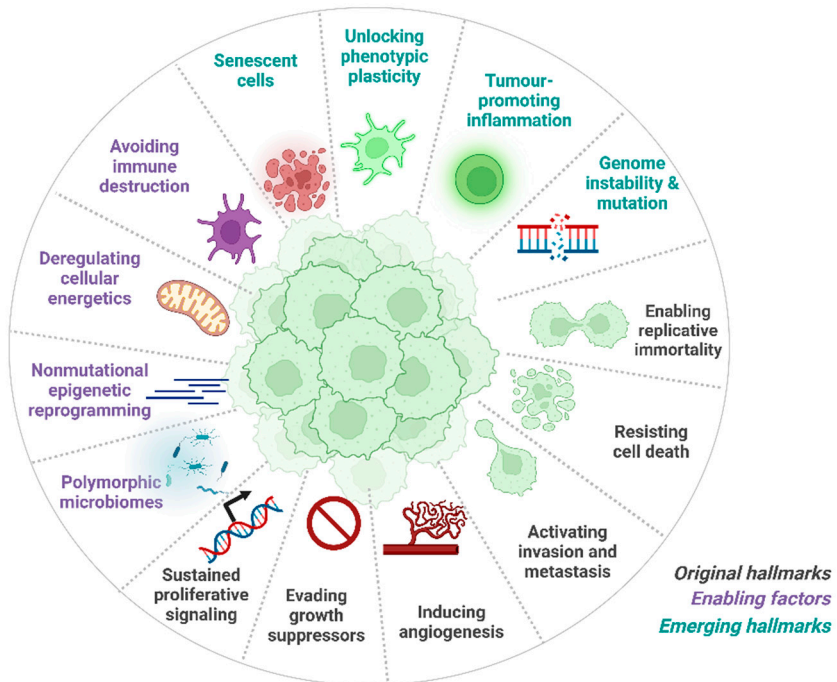 Senescent
cells
Unlocking
phenotypic
plasticity
Tumour-
promoting
inflammation
Genome
instability &
mutation
Enabling
replicative
immortality
Resisting
cell death
Activating
invasion and
metastasis
Inducing
angiogenesis
Evading
growth
suppressors
Sustained
proliferative
signaling
Polymorphic
microbiomes
Nonmutational
epigenetic
reprogramming
Deregulating
cellular
energetics
Avoiding
immune
destruction
Original hallmarks
Enabling factors
Emerging hallmarks